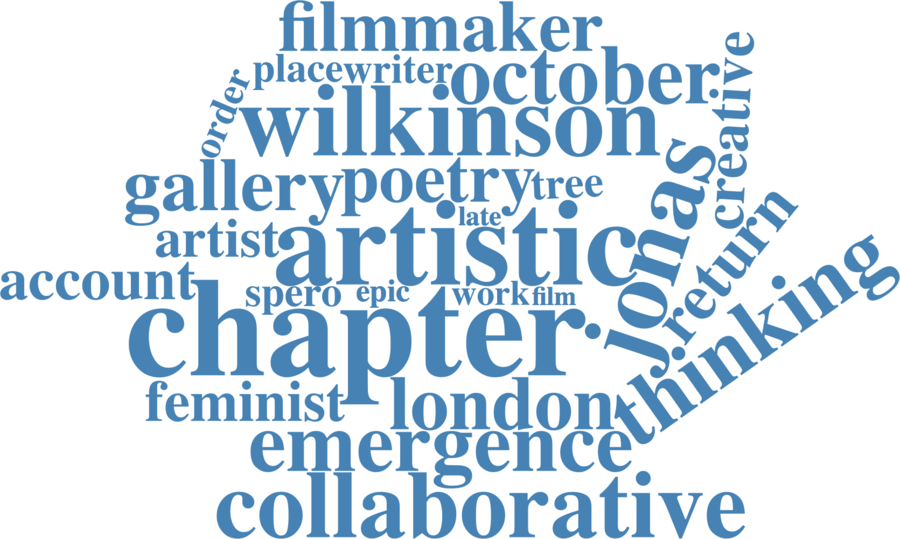 filmmaker
placewriter october
order
wilkinson
creative
gallery poetry tree
late
artist artistic
jonas
return
account
spero epic work film
chapter
thinking
feminist london
emergence
collaborative